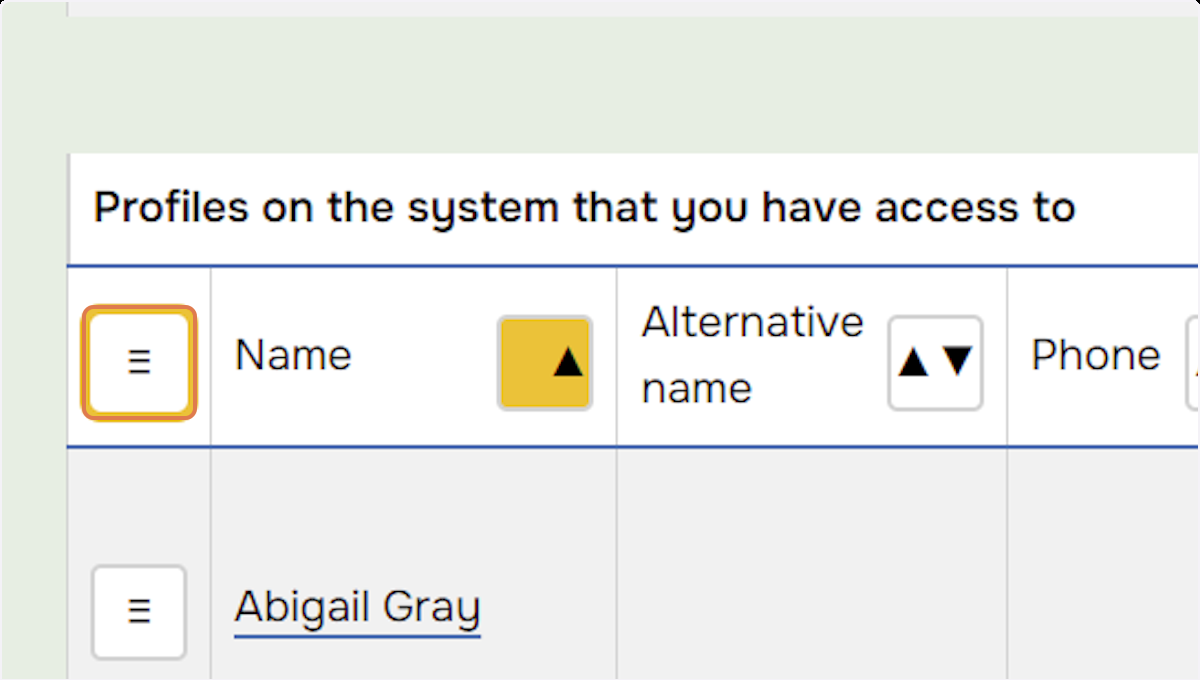 Profiles on the system that you have access to
☰ Name ▲ Alternative name ▲▼ Phone
☰ Abigail Gray